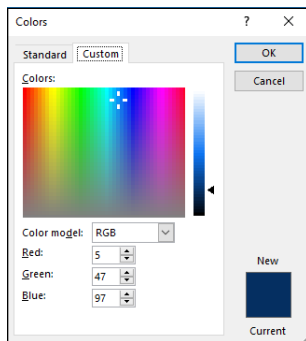 Colors ? ×
Standard Custom OK
Colors: Cancel
Color model: RGB
Red: 5
Green: 47
Blue: 97
New
Current